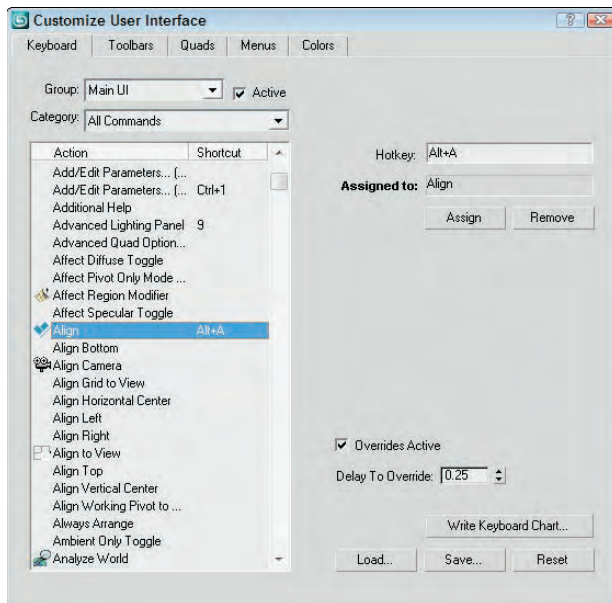 Customize User Interface
Keyboard Toolbars Quads Menus Colors
Group: Main UI Active
Category: All Commands
Action Shortcut
Add/Edit Parameters... (...
Add/Edit Parameters... (... Ctrl+1
Additional Help
Advanced Lighting Panel 9
Advanced Quad Option...
Affect Diffuse Toggle
Affect Pivot Only Mode ...
Affect Region Modifier
Affect Specular Toggle
Align Alt+A
Align Bottom
Align Camera
Align Grid to View
Align Horizontal Center
Align Left
Align Right
Align to View
Align Top
Align Vertical Center
Align Working Pivot to ...
Always Arrange
Ambient Only Toggle
Analyze World
Hotkey: Alt+A
Assigned to: Align
Assign Remove
Overrides Active
Delay To Override: 0.25
Write Keyboard Chart...
Load... Save... Reset